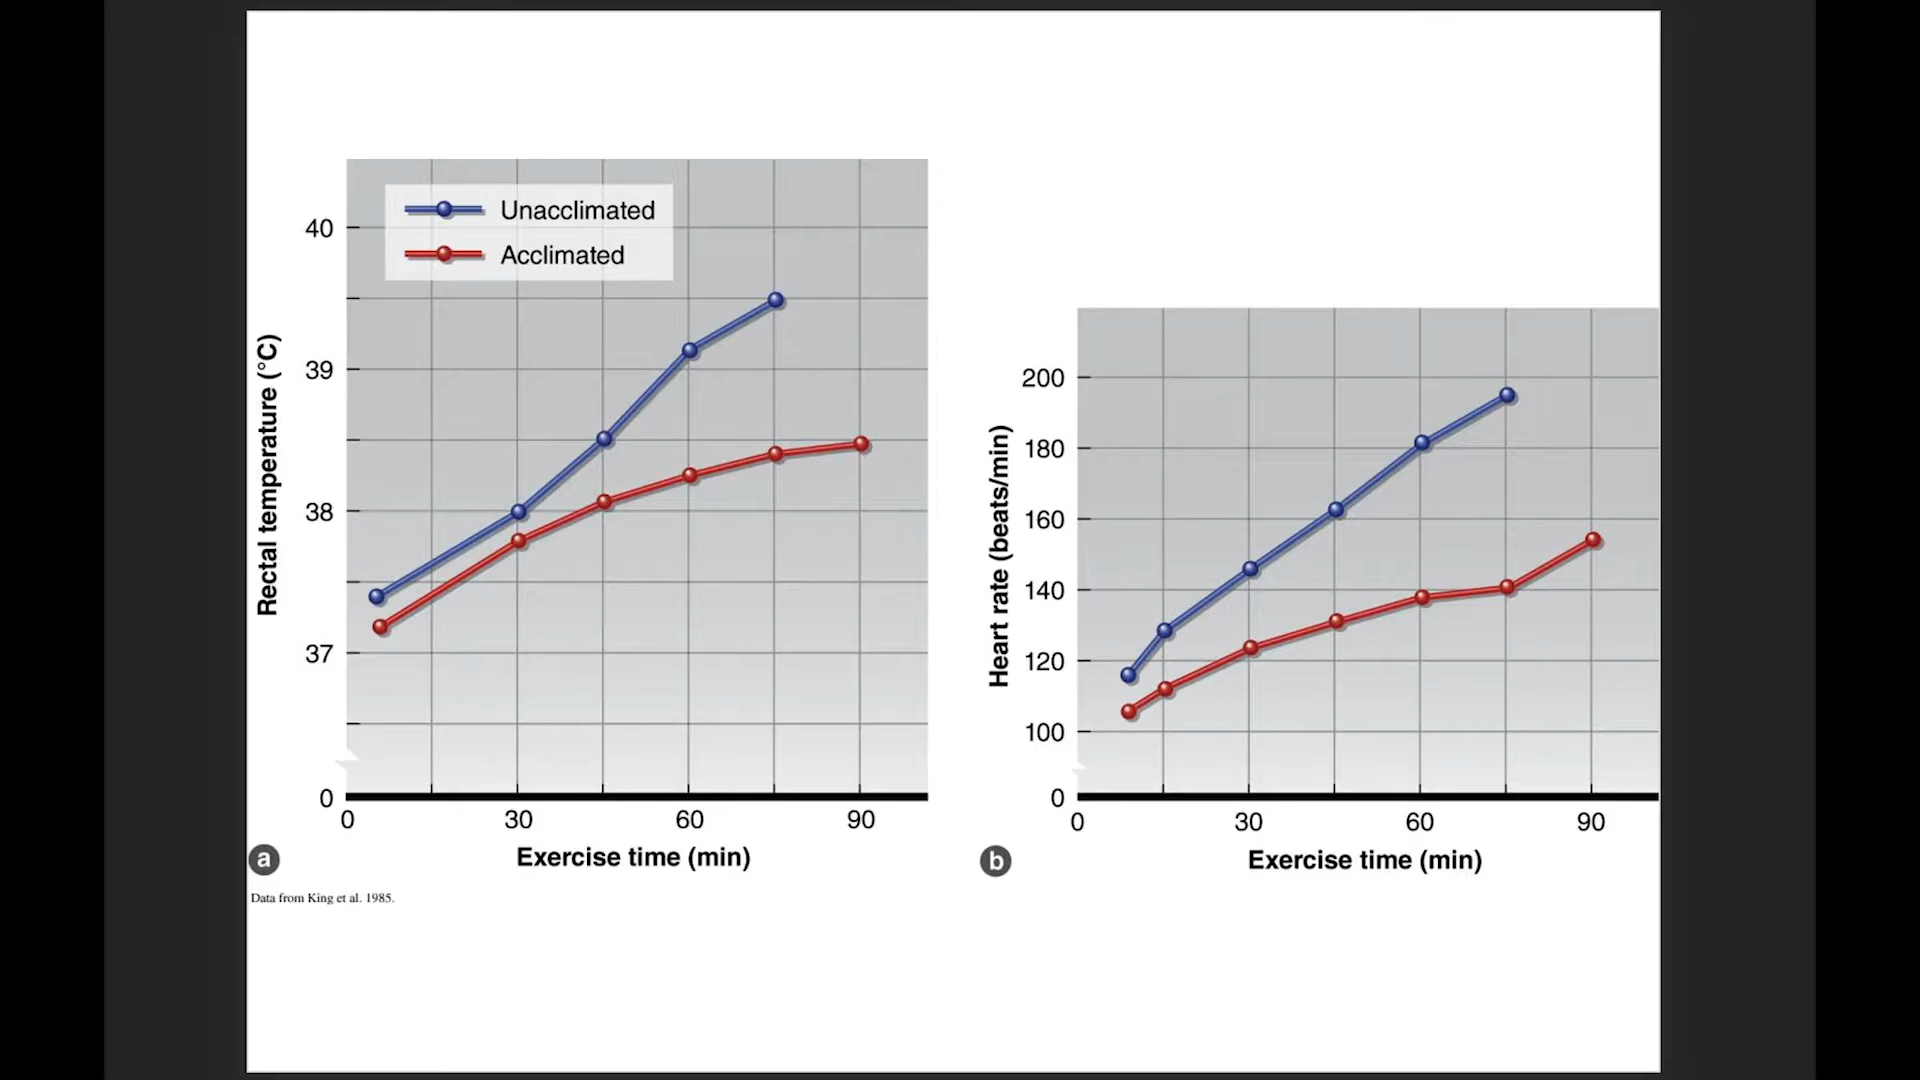 Unacclimated
Acclimated
40
39
38
37
0
Rectal temperature (°C)
0 30 60 90
Exercise time (min)
a
Data from King et al. 1985.
200
180
160
140
120
100
0
Heart rate (beats/min)
0 30 60 90
Exercise time (min)
b